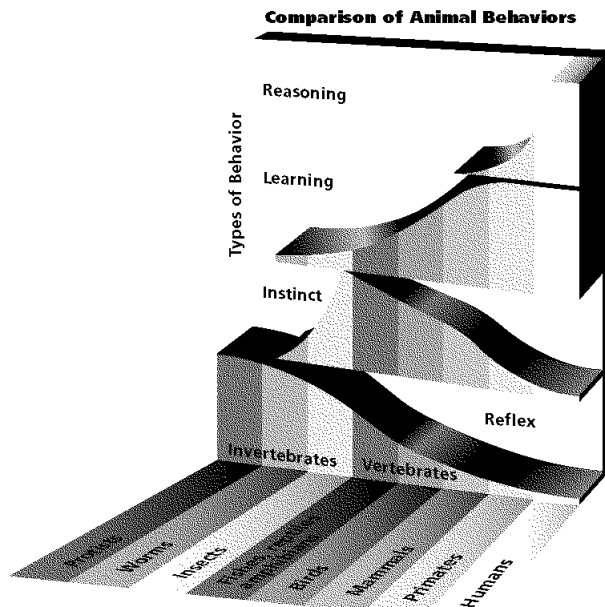 Comparison of Animal Behaviors
Types of Behavior
Reasoning
Learning
Instinct
Reflex
Invertebrates
Vertebrates
Protists
Worms
Insects
Fishes, reptiles
amphibians
Birds
Mammals
Primates
Humans